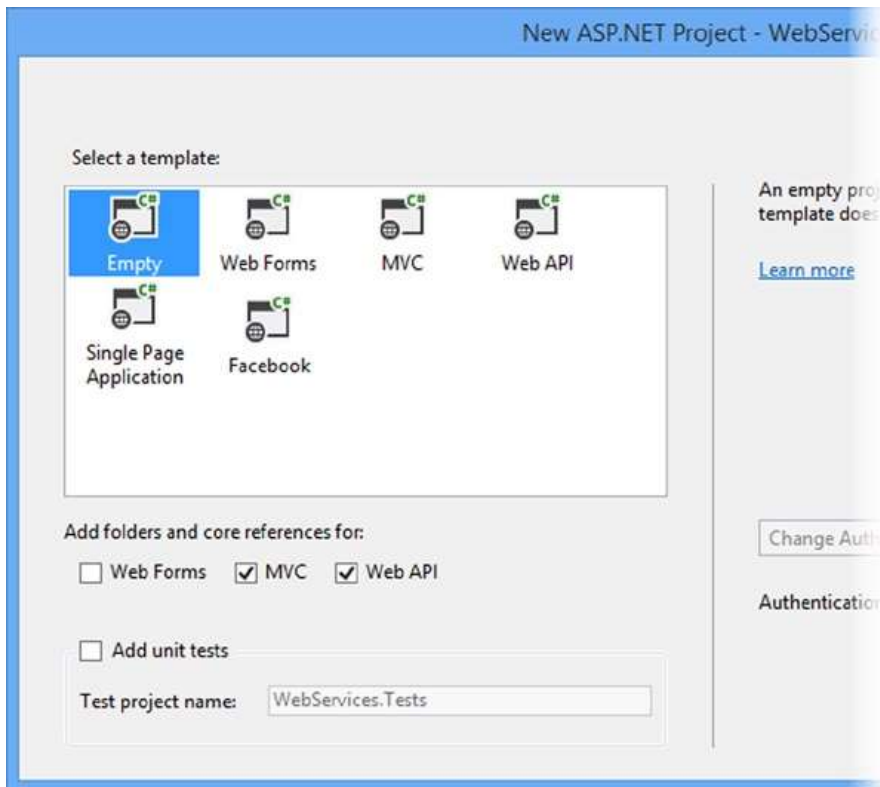 New ASP.NET Project - WebServic
Select a template:
C# C# C# C#
Empty Web Forms MVC Web API
C# C#
Single Page
Application
Facebook
An empty proj
template does
Learn more
Add folders and core references for:
Web Forms MVC Web API
Change Auth
Authentication
Add unit tests
Test project name: WebServices.Tests